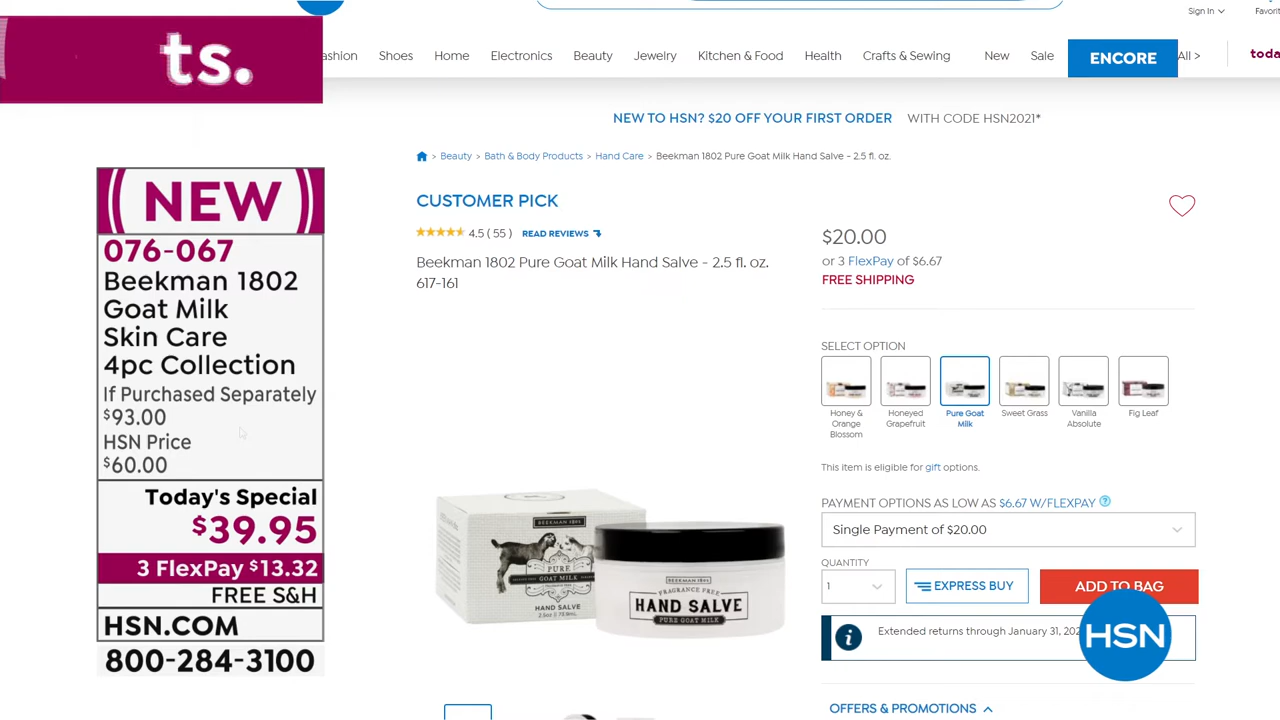 Sign In
ts.
ashion Shoes Home Electronics Beauty Jewelry Kitchen & Food Health Crafts & Sewing New Sale ENCORE All >
toda
NEW TO HSN? $20 OFF YOUR FIRST ORDER WITH CODE HSN2021*
> Beauty > Bath & Body Products > Hand Care > Beekman 1802 Pure Goat Milk Hand Salve - 2.5 fl. oz.
(( NEW ))
076-067
Beekman 1802
Goat Milk
Skin Care
4pc Collection
If Purchased Separately
$93.00
HSN Price
$60.00
Today's Special
$39.95
3 FlexPay $13.32
FREE S&H
HSN.COM
800-284-3100
CUSTOMER PICK
4.5 ( 55 ) READ REVIEWS
Beekman 1802 Pure Goat Milk Hand Salve - 2.5 fl. oz.
617-161
BEEKMAN 1802
PURE
GOAT MILK
HAND SALVE
BEEKMAN 1802
FRAGRANCE FREE
HAND SALVE
PURE GOAT MILK
$20.00
or 3 FlexPay of $6.67
FREE SHIPPING
SELECT OPTION
Honey &
Orange
Blossom
Honeyed
Grapefruit
Pure Goat
Milk
Sweet Grass
Vanilla
Absolute
Fig Leaf
This item is eligible for gift options.
PAYMENT OPTIONS AS LOW AS $6.67 W/FLEXPAY ?
Single Payment of $20.00
QUANTITY
1
EXPRESS BUY
ADD TO BAG
Extended returns through January 31, 202
HSN
OFFERS & PROMOTIONS